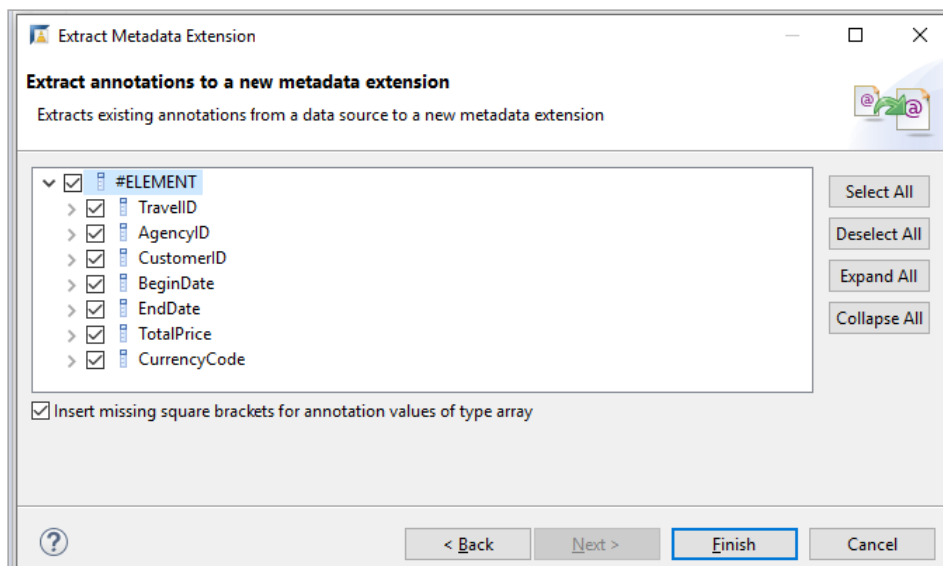 Extract Metadata Extension
Extract annotations to a new metadata extension
Extracts existing annotations from a data source to a new metadata extension
@
@
#ELEMENT
TravelID
AgencyID
CustomerID
BeginDate
EndDate
TotalPrice
CurrencyCode
Select All
Deselect All
Expand All
Collapse All
Insert missing square brackets for annotation values of type array
?
< Back
Next >
Finish
Cancel